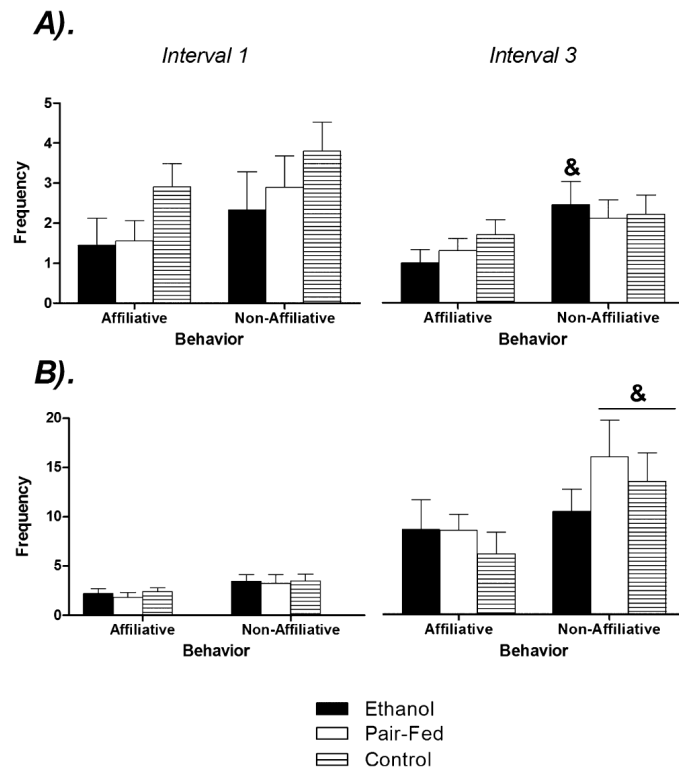 A).
Interval 1
Interval 3
Frequency
5
4
3
2
1
0
Affiliative
Non-Affiliative
Behavior
&
Affiliative
Non-Affiliative
Behavior
B).
Frequency
20
15
10
5
0
Affiliative
Non-Affiliative
Behavior
&
Affiliative
Non-Affiliative
Behavior
Ethanol
Pair-Fed
Control